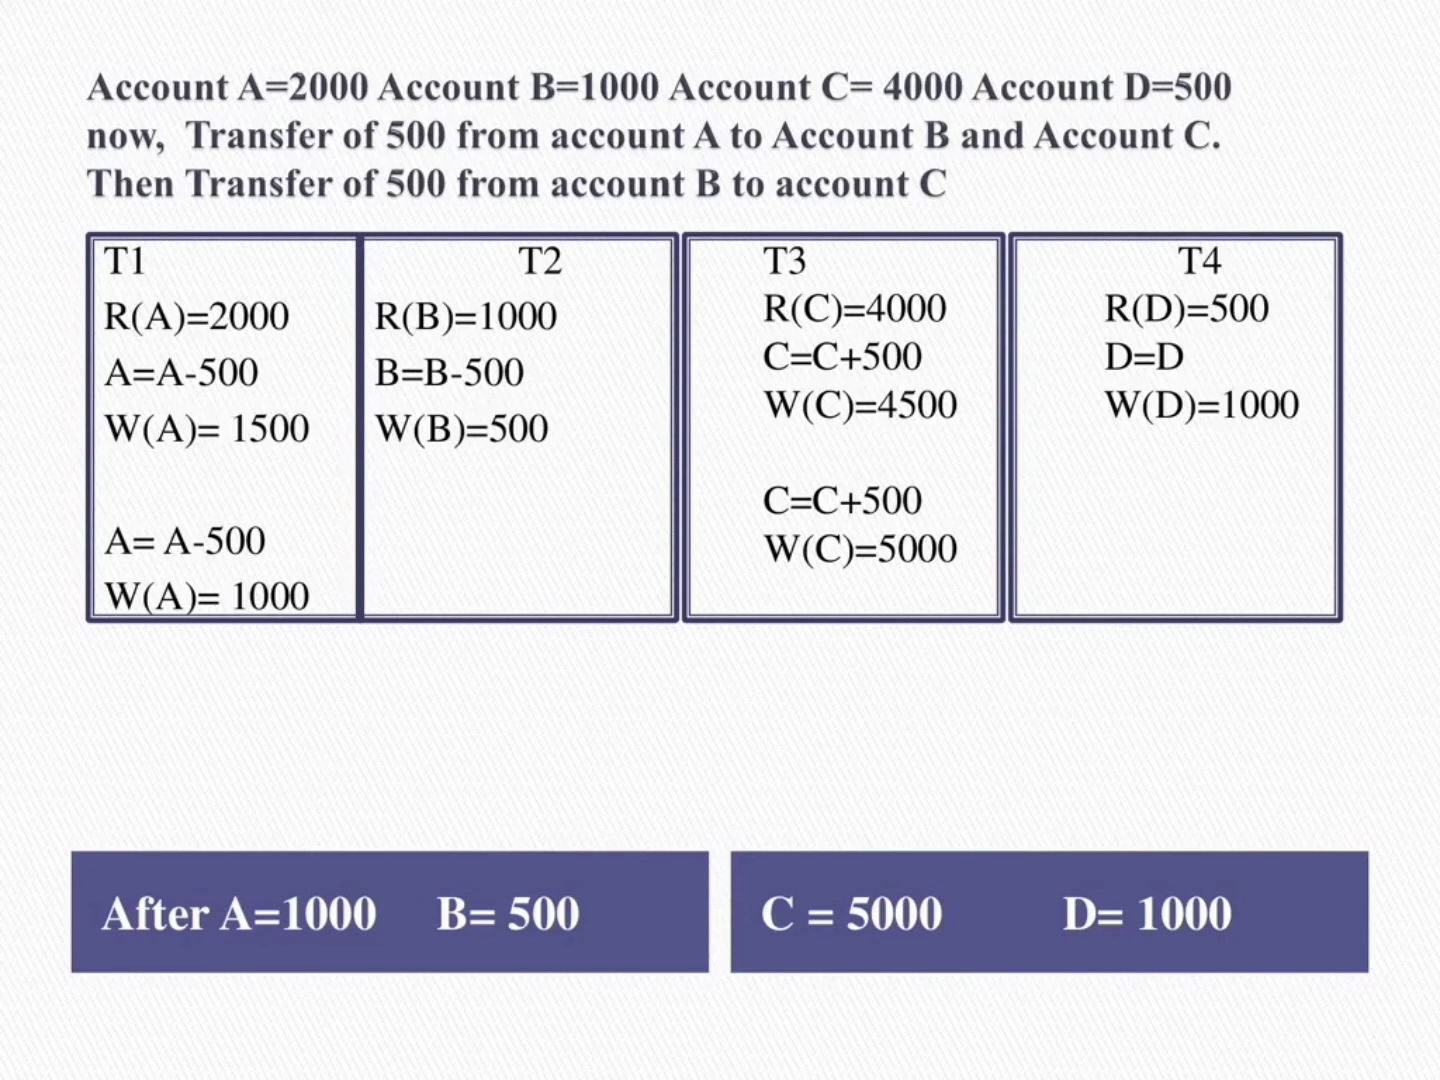 Account A=2000 Account B=1000 Account C= 4000 Account D=500
now, Transfer of 500 from account A to Account B and Account C.
Then Transfer of 500 from account B to account C
T1
R(A)=2000
A=A-500
W(A)= 1500
A= A-500
W(A)= 1000
T2
R(B)=1000
B=B-500
W(B)=500
T3
R(C)=4000
C=C+500
W(C)=4500
C=C+500
W(C)=5000
T4
R(D)=500
D=D
W(D)=1000
After A=1000 B= 500
C = 5000 D= 1000